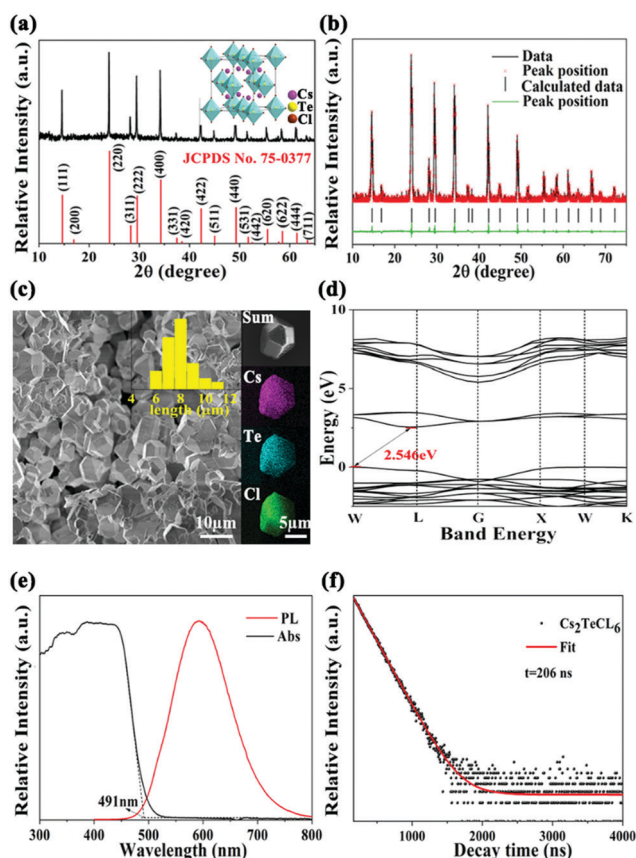 (a)
Relative Intensity (a.u.)
Cs
Te
Cl
JCPDS No. 75-0377
(111)
(200)
(220)
(311)
(222)
(400)
(331)
(420)
(422)
(511)
(440)
(531)
(442)
(620)
(622)
(444)
(711)
10 20 30 40 50 60
2θ (degree)
(b)
Relative Intensity (a.u.)
Data
Peak position
Calculated data
Peak position
10 20 30 40 50 60 70
2θ (degree)
(c)
4 6 8 10 12
length (μm)
10μm
Sum
Cs
Te
Cl
5μm
(d)
Energy (eV)
10
5
0
2.546eV
W L G X W K
Band Energy
(e)
Relative Intensity (a.u.)
PL
Abs
491nm
300 400 500 600 700 800
Wavelength (nm)
(f)
Relative Intensity (a.u.)
Cs₂TeCL₆
Fit
t=206 ns
1000 2000 3000 4000
Decay time (ns)